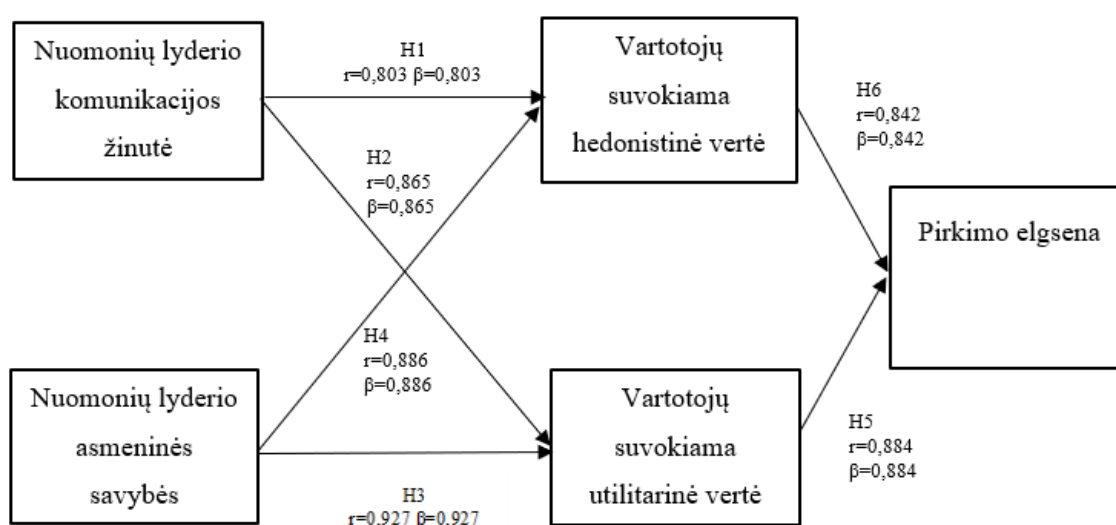 Nuomonių lyderio
komunikacijos
žinutė
H1
r=0,803 β=0,803
Vartotojų
suvokiama
hedonistinė vertė
H6
r=0,842
β=0,842
H2
r=0,865
β=0,865
Pirkimo elgsena
H4
r=0,886
β=0,886
Nuomonių lyderio
asmeninės
savybės
Vartotojų
suvokiama
utilitarinė vertė
H5
r=0,884
β=0,884
H3
r=0,927 β=0,927